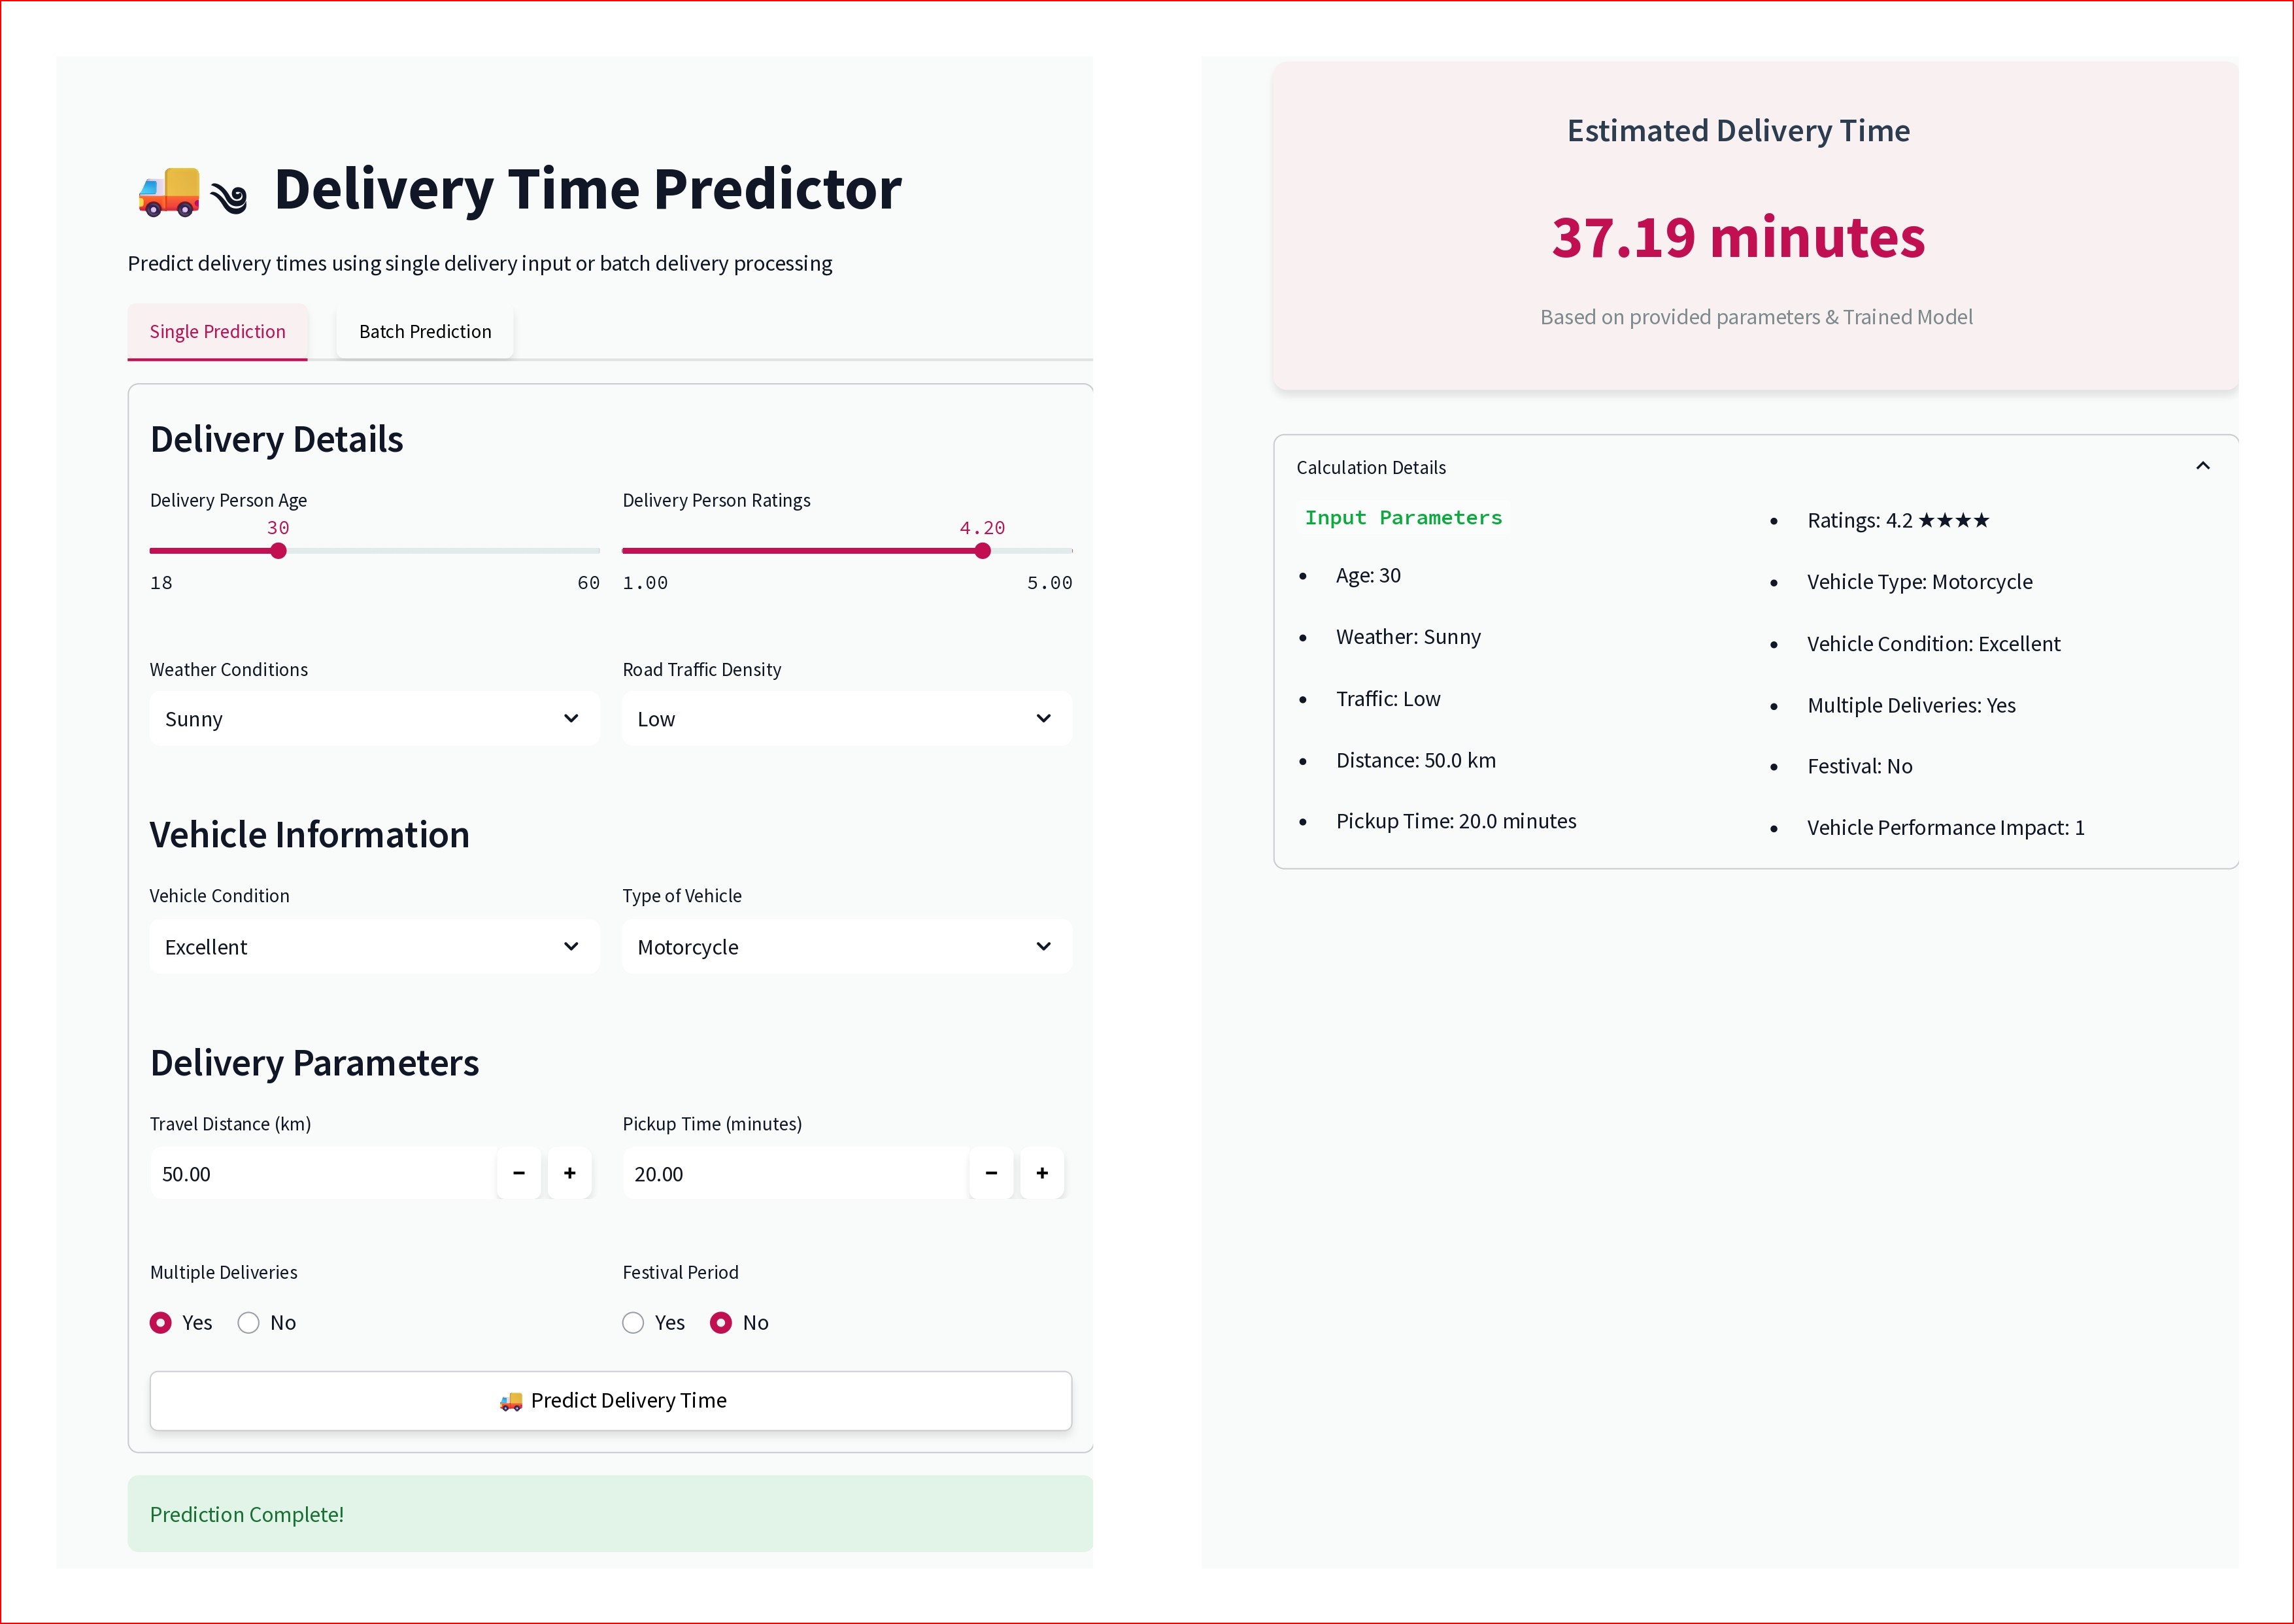 Delivery Time Predictor
Predict delivery times using single delivery input or batch delivery processing
Single Prediction
Batch Prediction
Delivery Details
Delivery Person Age
30
18
60
Delivery Person Ratings
4.20
1.00
5.00
Weather Conditions
Sunny
Road Traffic Density
Low
Vehicle Information
Vehicle Condition
Excellent
Type of Vehicle
Motorcycle
Delivery Parameters
Travel Distance (km)
50.00
Pickup Time (minutes)
20.00
Multiple Deliveries
Yes
No
Festival Period
Yes
No
Predict Delivery Time
Prediction Complete!
Estimated Delivery Time
37.19 minutes
Based on provided parameters & Trained Model
Calculation Details
Input Parameters
Age: 30
Weather: Sunny
Traffic: Low
Distance: 50.0 km
Pickup Time: 20.0 minutes
Ratings: 4.2 ★★★★
Vehicle Type: Motorcycle
Vehicle Condition: Excellent
Multiple Deliveries: Yes
Festival: No
Vehicle Performance Impact: 1